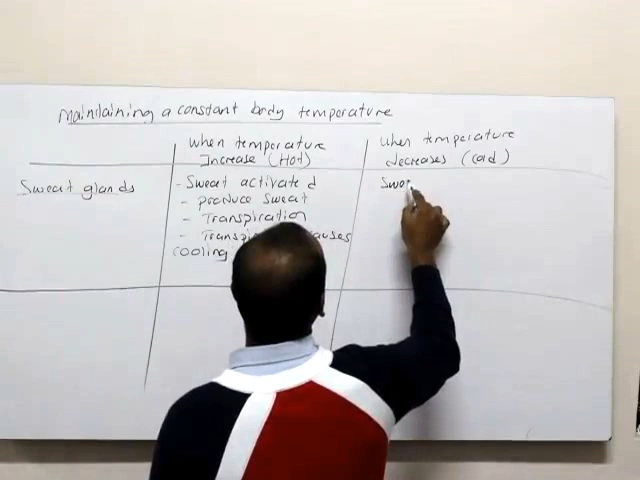 Maintaining a constant body temperature
When temperature
Increase (Hot)
When temperature
decreases (cold)
Sweat glands
- Sweat activated
- produce sweat
- Transpiration
- causes
cooling
Swea